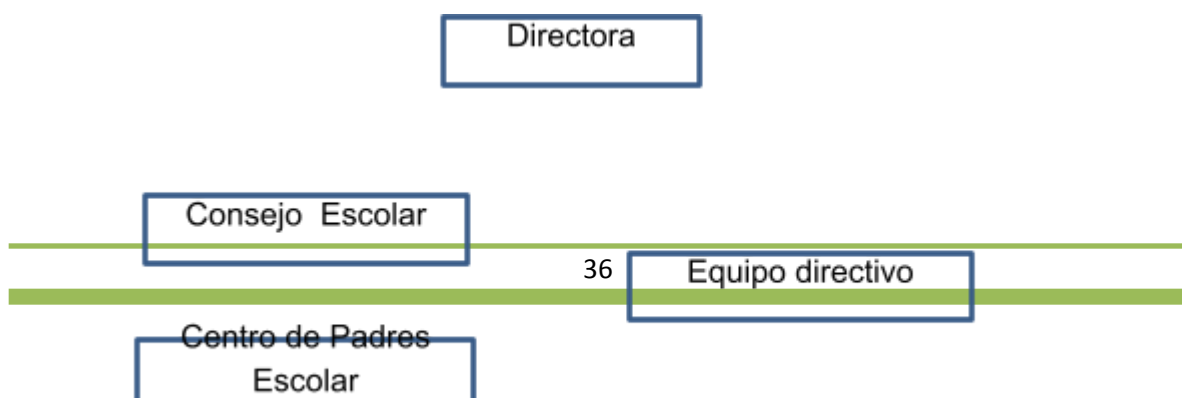 Directora
Consejo Escolar
36
Equipo directivo
Centro de Padres
Escolar